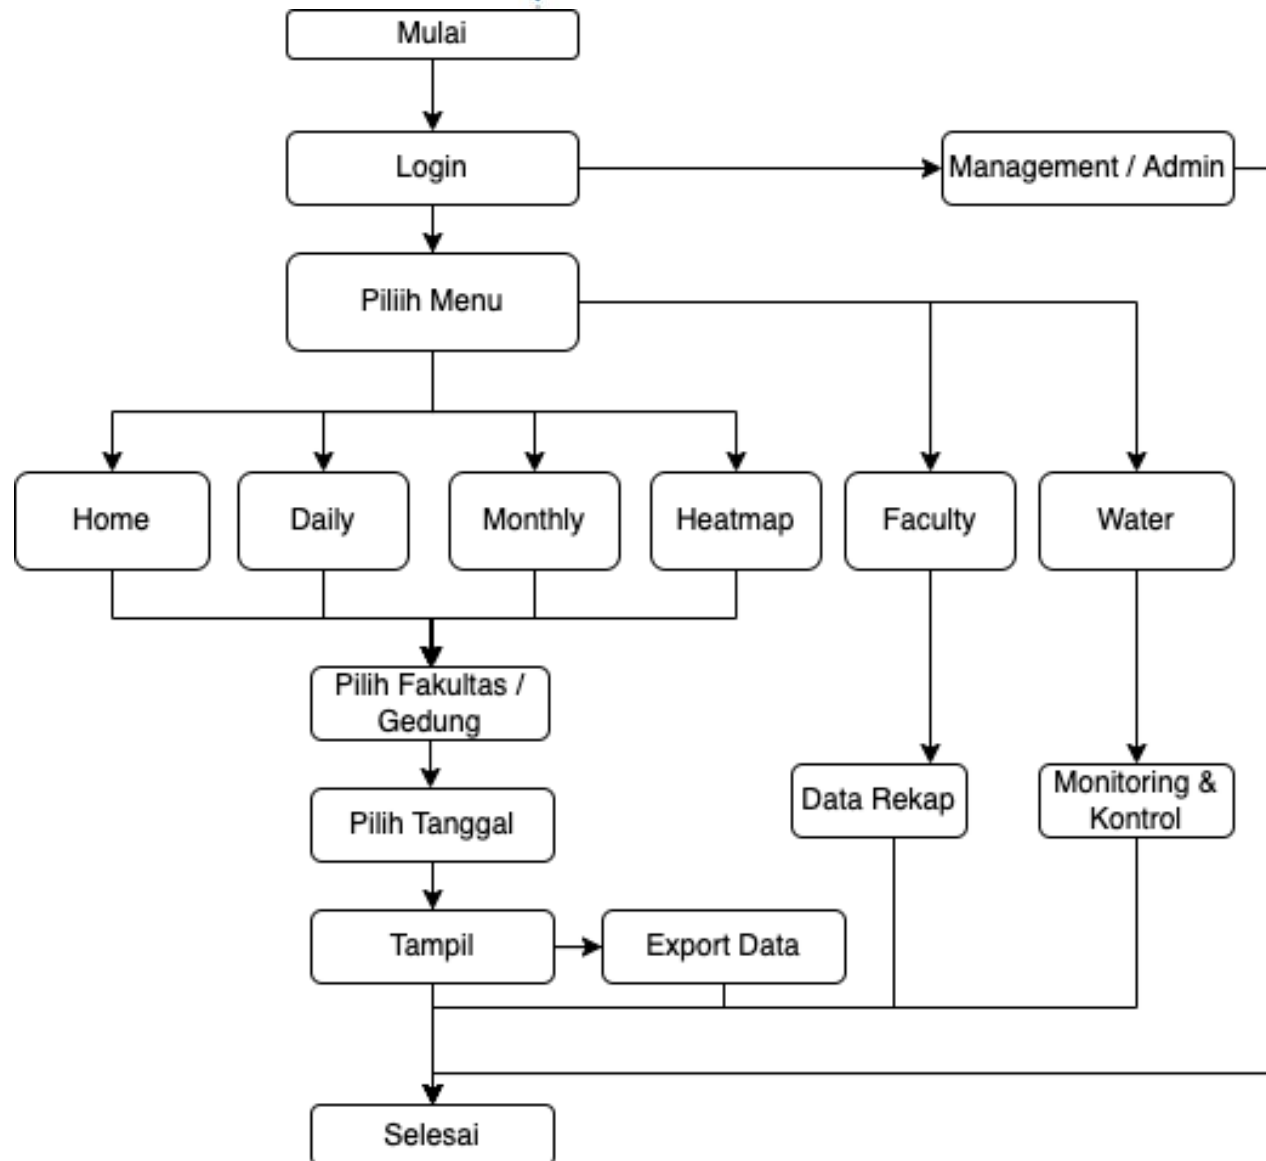 Mulai
Login
Management / Admin
Piliih Menu
Home
Daily
Monthly
Heatmap
Faculty
Water
Pilih Fakultas /
Gedung
Pilih Tanggal
Data Rekap
Monitoring &
Kontrol
Tampil
Export Data
Selesai